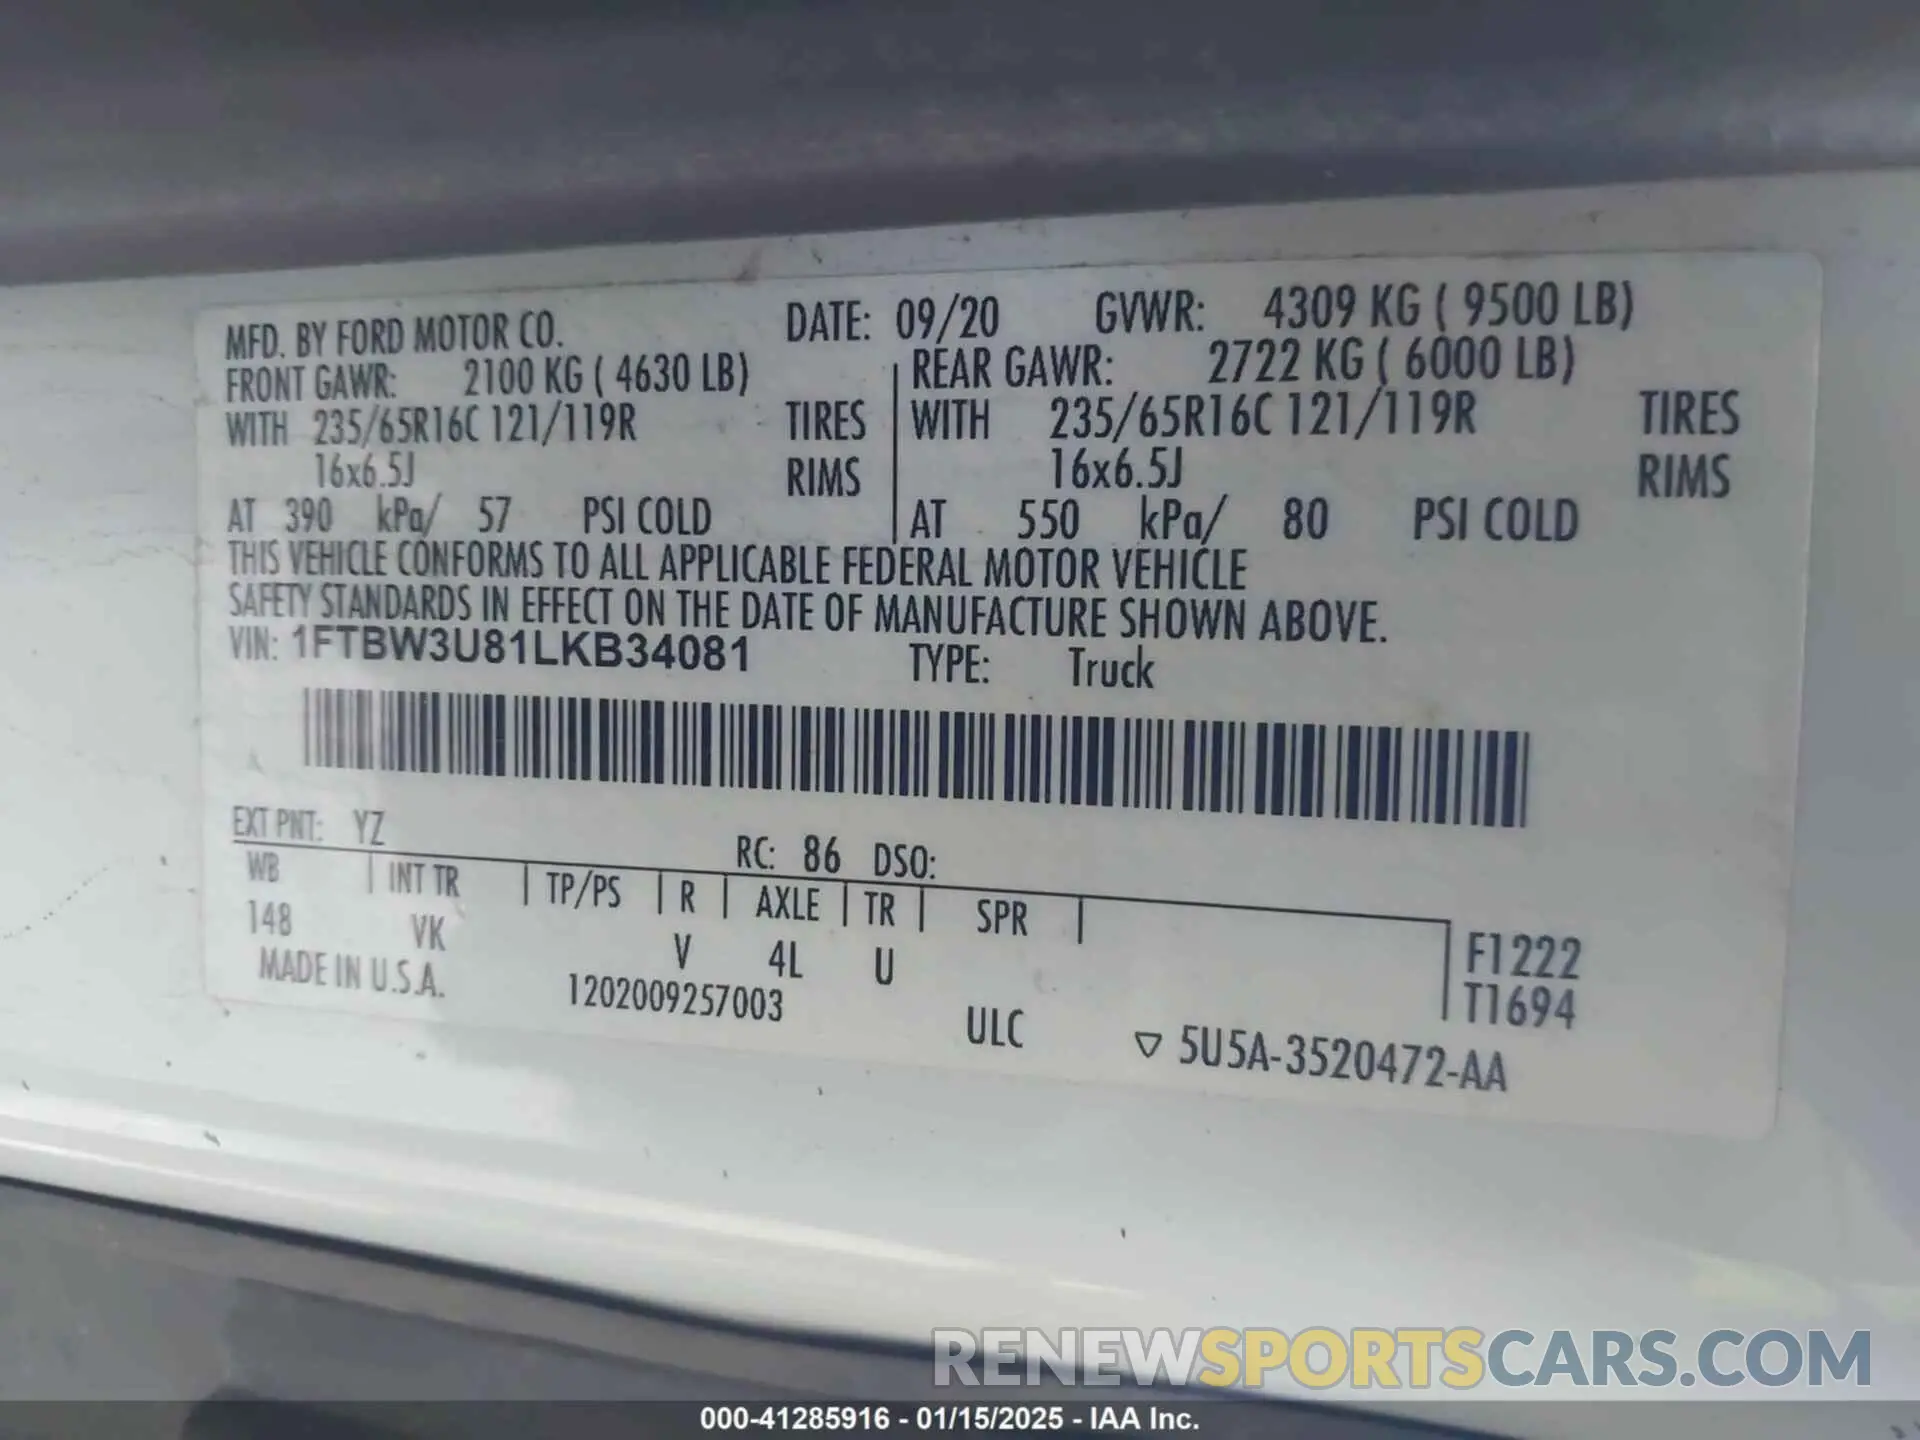 MFD. BY FORD MOTOR CO. DATE: 09/20 GVWR: 4309 KG ( 9500 LB)
FRONT GAWR: 2100 KG ( 4630 LB) REAR GAWR: 2722 KG ( 6000 LB)
WITH 235/65R16C 121/119R TIRES WITH 235/65R16C 121/119R TIRES
16x6.5J RIMS 16x6.5J RIMS
AT 390 kPa/ 57 PSI COLD AT 550 kPa/ 80 PSI COLD
THIS VEHICLE CONFORMS TO ALL APPLICABLE FEDERAL MOTOR VEHICLE
SAFETY STANDARDS IN EFFECT ON THE DATE OF MANUFACTURE SHOWN ABOVE.
VIN: 1FTBW3U81LKB34081 TYPE: Truck
EXT PNT: YZ RC: 86 DSO:
WB INT TR TP/PS R AXLE TR SPR
148 VK V 4L U F1222
T1694
MADE IN U.S.A. 1202009257003 ULC ▽ 5U5A-3520472-AA
RENEWSPORTSCARS.COM
000-41285916 - 01/15/2025 - IAA Inc.